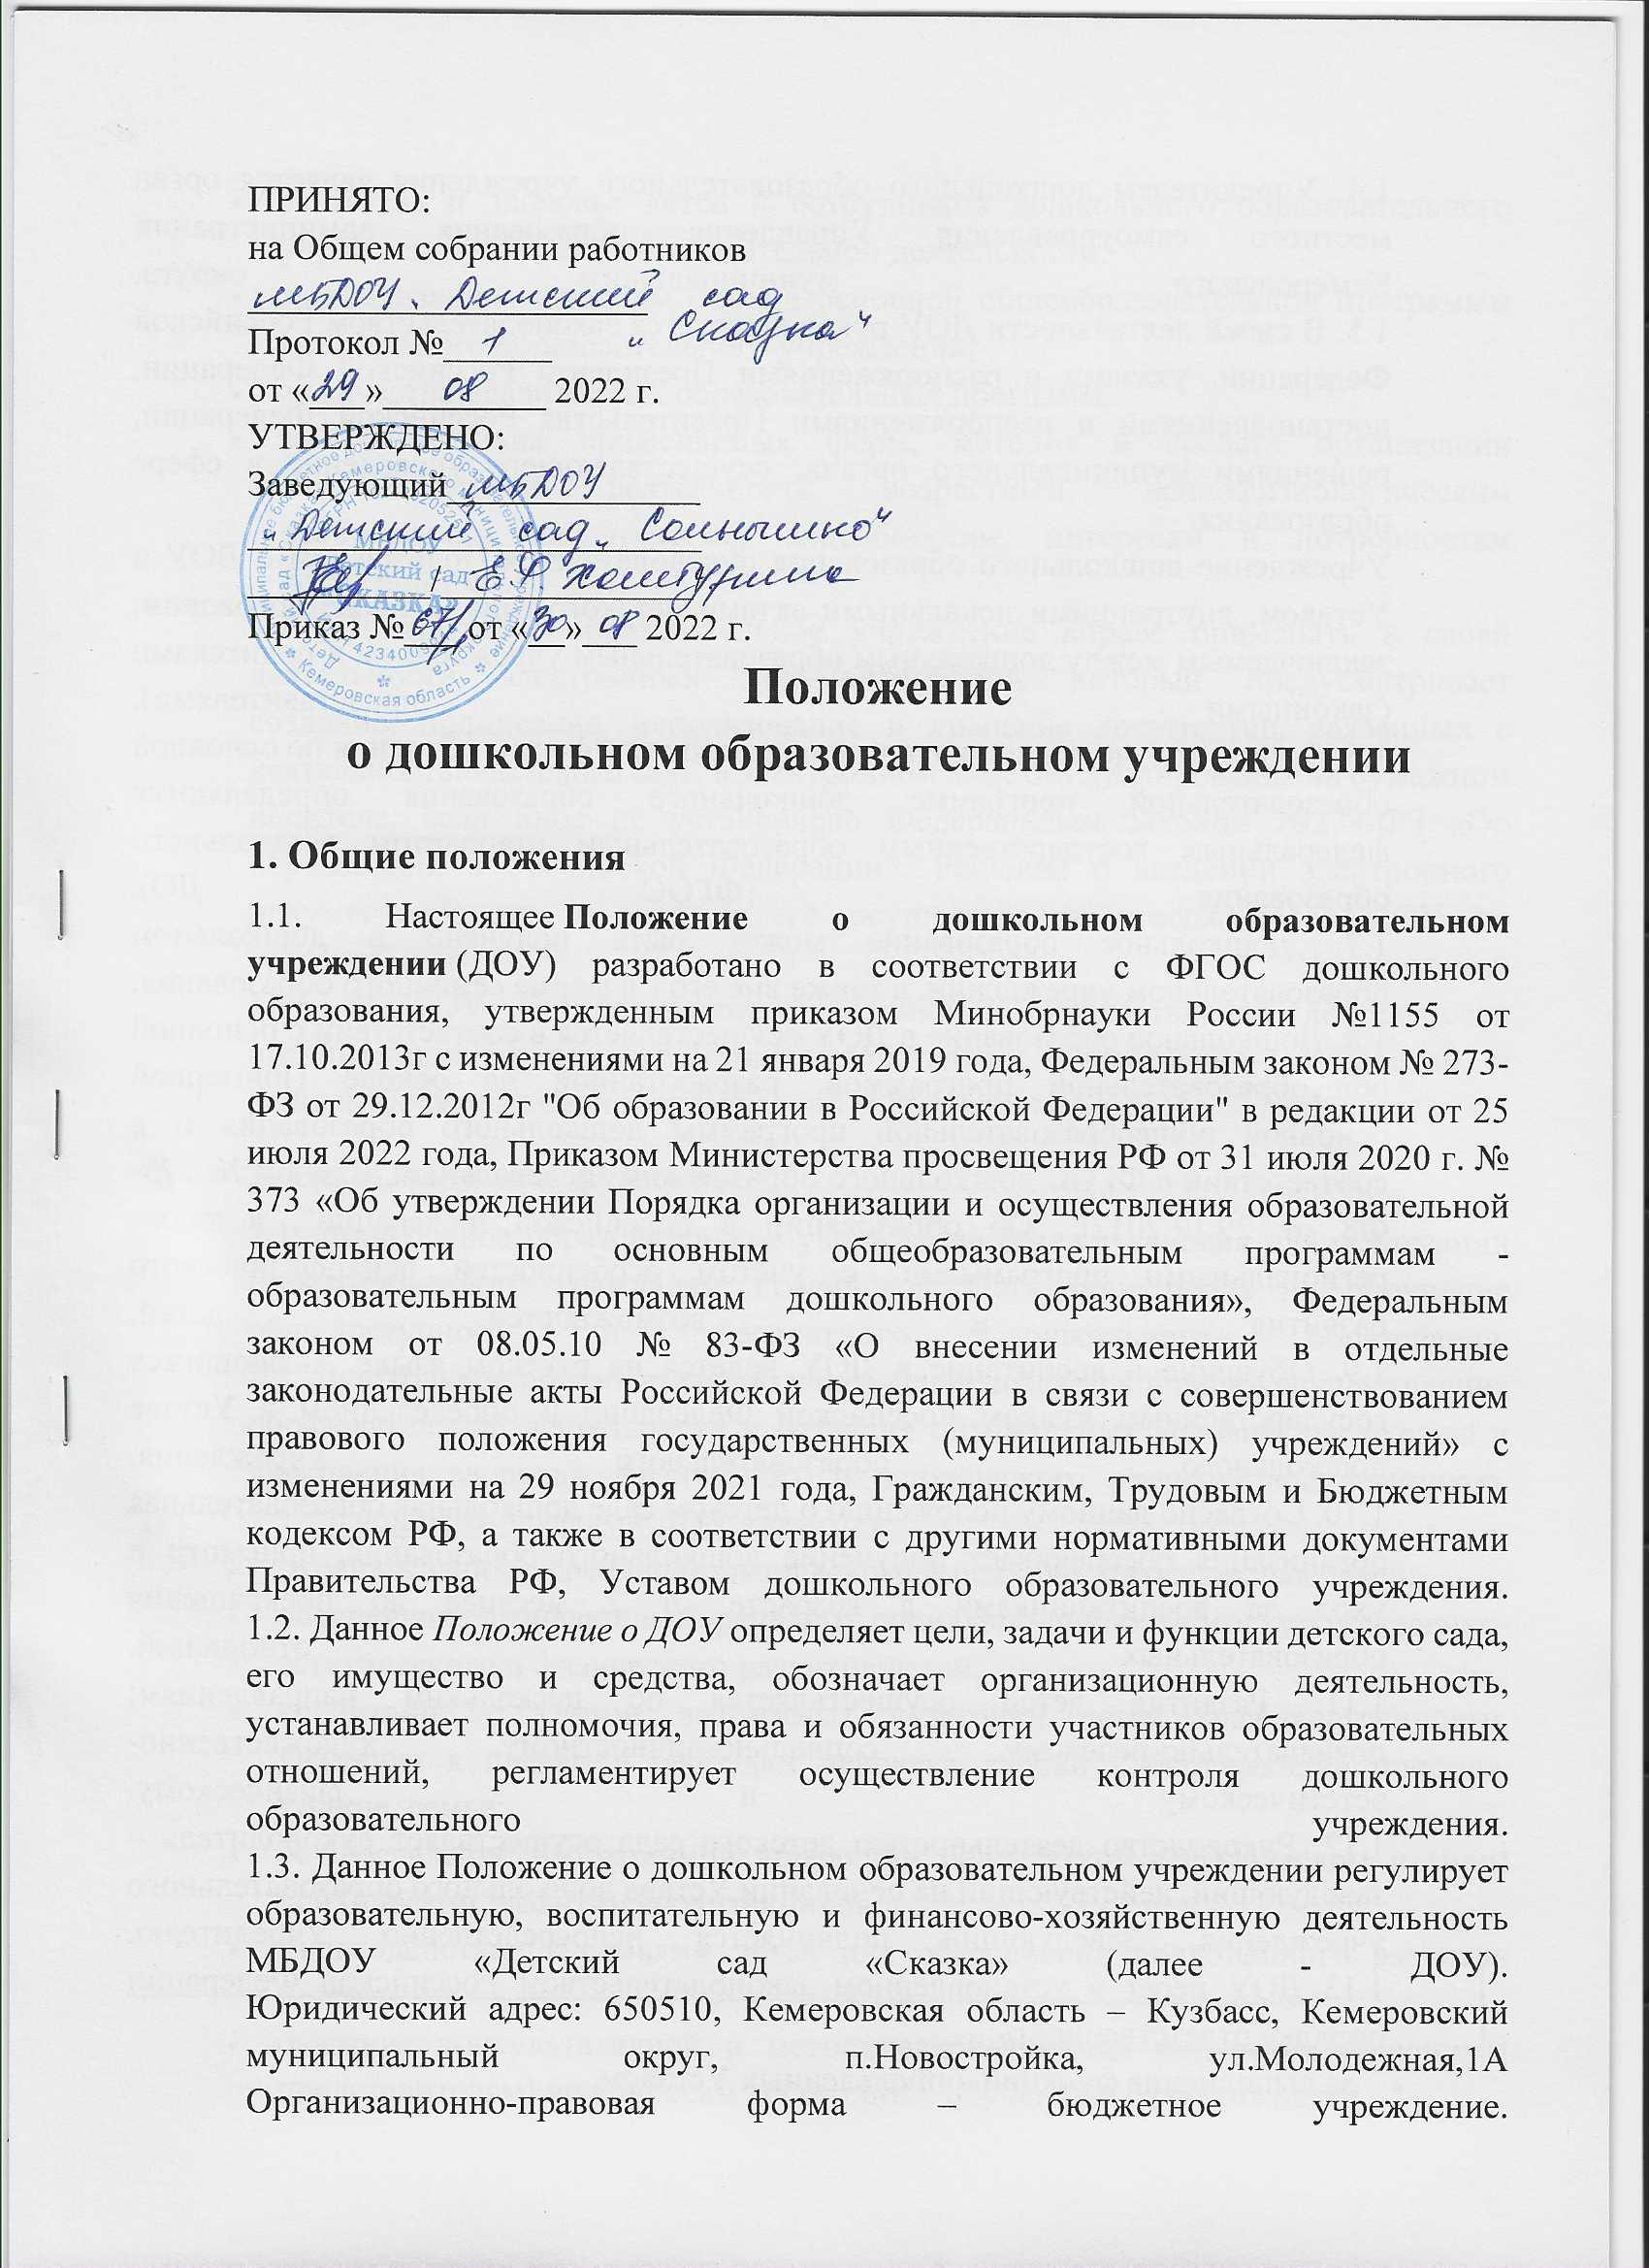 ПРИНЯТО:
на Общем собрании работников
МБДОУ „Детский сад
Протокол № 1 „Сказка“
от «29» 08 2022 г.
УТВЕРЖДЕНО:
Заведующий МБДОУ
„Детский сад „Солнышко“
/ Е.Ф.
Приказ № 67/1 от «30» 08 2022 г.
МБДОУ
Детский сад
«СКАЗКА»
Кемеровская область
Положение
о дошкольном образовательном учреждении
1. Общие положения
1.1. Настоящее Положение о дошкольном образовательном
учреждении (ДОУ) разработано в соответствии с ФГОС дошкольного
образования, утвержденным приказом Минобрнауки России №1155 от
17.10.2013г с изменениями на 21 января 2019 года, Федеральным законом № 273-
ФЗ от 29.12.2012г "Об образовании в Российской Федерации" в редакции от 25
июля 2022 года, Приказом Министерства просвещения РФ от 31 июля 2020 г. №
373 «Об утверждении Порядка организации и осуществления образовательной
деятельности по основным общеобразовательным программам -
образовательным программам дошкольного образования», Федеральным
законом от 08.05.10 № 83-ФЗ «О внесении изменений в отдельные
законодательные акты Российской Федерации в связи с совершенствованием
правового положения государственных (муниципальных) учреждений» с
изменениями на 29 ноября 2021 года, Гражданским, Трудовым и Бюджетным
кодексом РФ, а также в соответствии с другими нормативными документами
Правительства РФ, Уставом дошкольного образовательного учреждения.
1.2. Данное Положение о ДОУ определяет цели, задачи и функции детского сада,
его имущество и средства, обозначает организационную деятельность,
устанавливает полномочия, права и обязанности участников образовательных
отношений, регламентирует осуществление контроля дошкольного
образовательного учреждения.
1.3. Данное Положение о дошкольном образовательном учреждении регулирует
образовательную, воспитательную и финансово-хозяйственную деятельность
МБДОУ «Детский сад «Сказка» (далее - ДОУ).
Юридический адрес: 650510, Кемеровская область – Кузбасс, Кемеровский
муниципальный округ, п.Новостройка, ул.Молодежная,1А
Организационно-правовая форма – бюджетное учреждение.